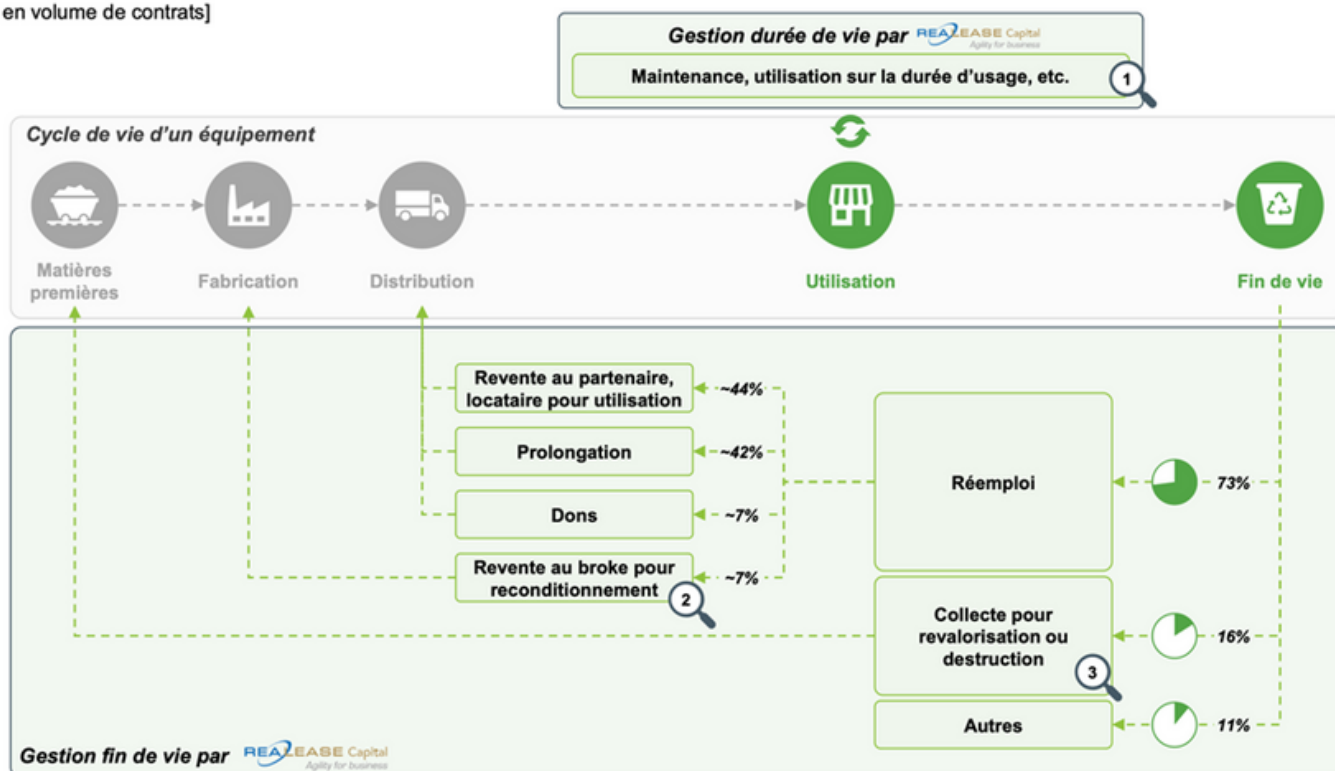 en volume de contrats]
Gestion durée de vie par REALEASE Capital
Agility for business
Maintenance, utilisation sur la durée d'usage, etc.
1
Cycle de vie d'un équipement
Matières
premières
Fabrication
Distribution
Utilisation
Fin de vie
Revente au partenaire,
locataire pour utilisation
~44%
Prolongation
~42%
Dons
~7%
Revente au broke pour
reconditionnement
2
~7%
Réemploi
73%
Collecte pour
revalorisation ou
destruction
3
16%
Autres
11%
Gestion fin de vie par REALEASE Capital
Agility for business